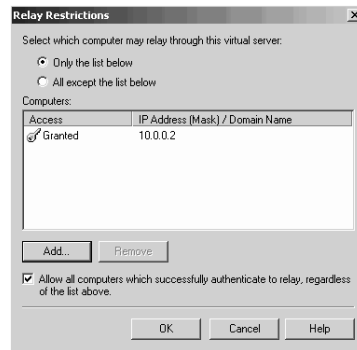 Relay Restrictions
Select which computer may relay through this virtual server:
Only the list below
All except the list below
Computers:
Access IP Address (Mask) / Domain Name
Granted 10.0.0.2
Add... Remove
Allow all computers which successfully authenticate to relay, regardless
of the list above.
OK Cancel Help